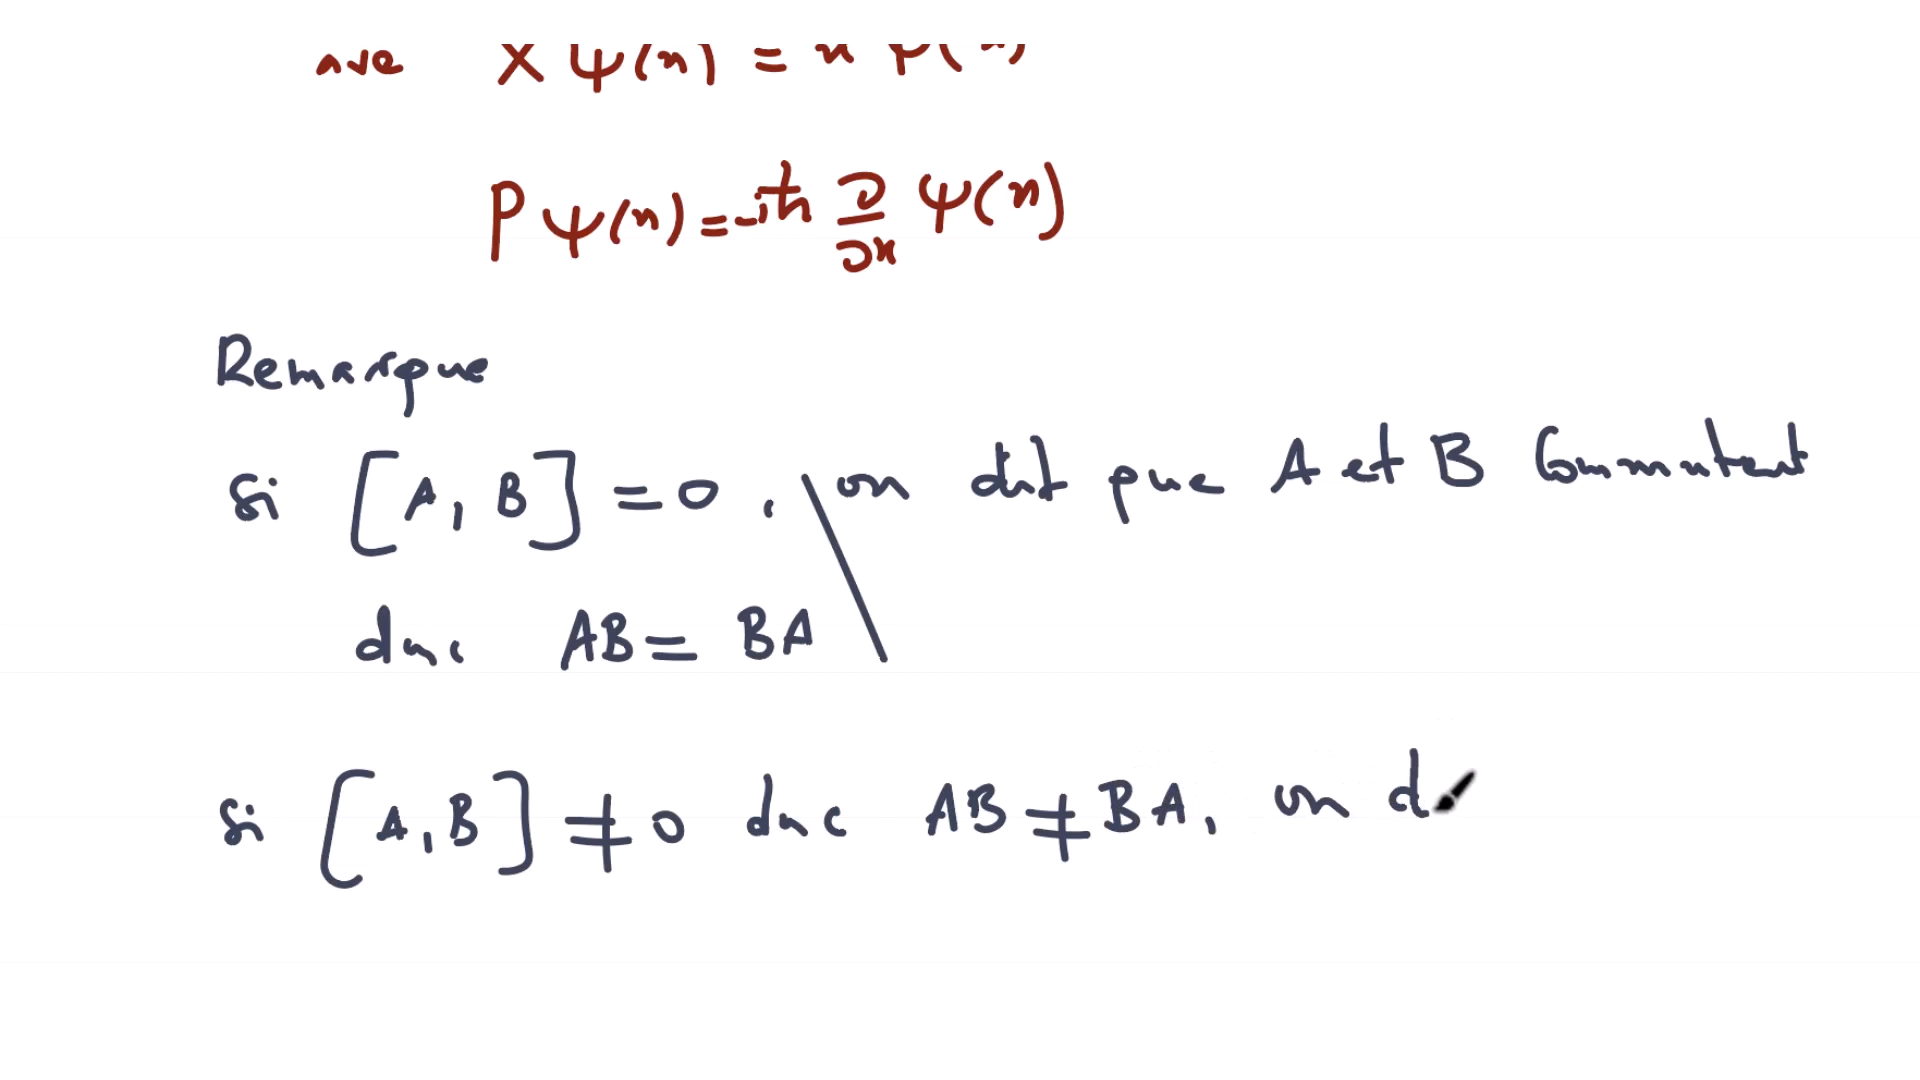 avec X Ψ(x) = x Ψ(x)
P Ψ(x) = -iħ ∂/∂x Ψ(x)
Remarque
si [A, B] = 0, on dit que A et B commutent
donc AB = BA
si [A, B] ≠ 0 donc AB ≠ BA, on d